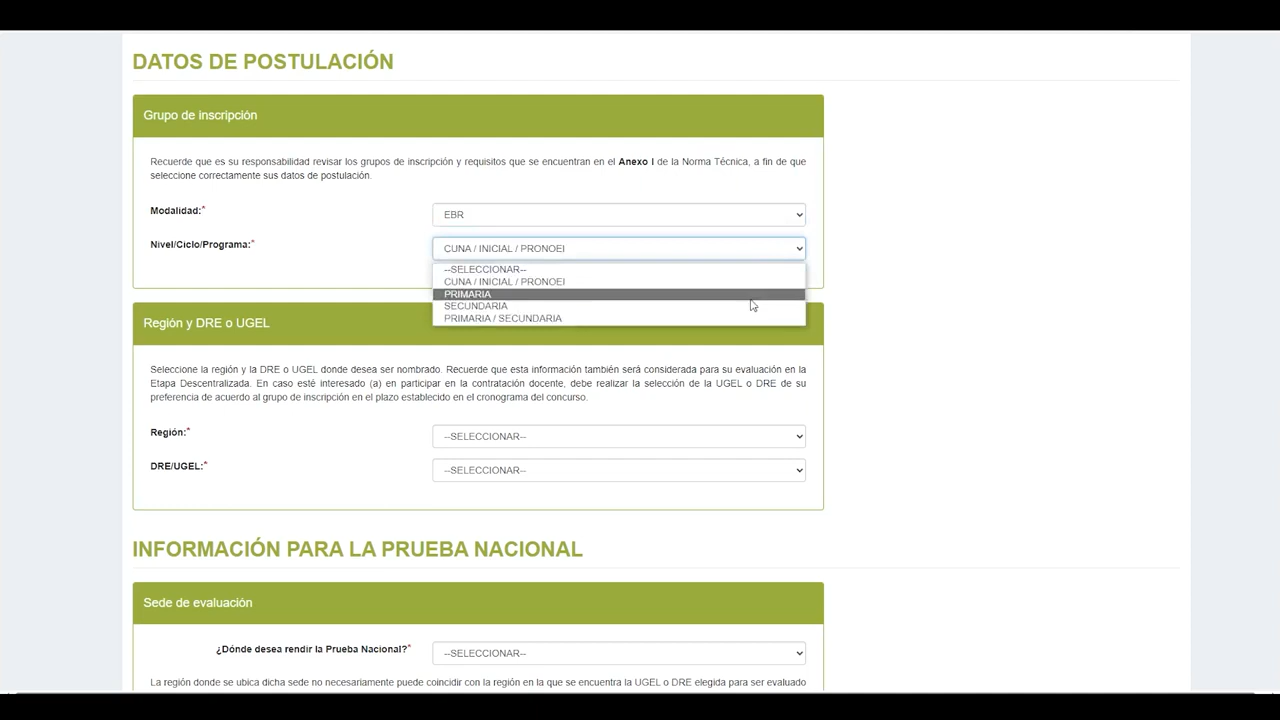 DATOS DE POSTULACIÓN
Grupo de inscripción
Recuerde que es su responsabilidad revisar los grupos de inscripción y requisitos que se encuentran en el Anexo I de la Norma Técnica, a fin de que
seleccione correctamente sus datos de postulación.
Modalidad:*
EBR
Nivel/Ciclo/Programa:*
CUNA / INICIAL / PRONOEI
--SELECCIONAR--
CUNA / INICIAL / PRONOEI
PRIMARIA
SECUNDARIA
PRIMARIA / SECUNDARIA
Región y DRE o UGEL
Seleccione la región y la DRE o UGEL donde desea ser nombrado. Recuerde que esta información también será considerada para su evaluación en la
Etapa Descentralizada. En caso esté interesado (a) en participar en la contratación docente, debe realizar la selección de la UGEL o DRE de su
preferencia de acuerdo al grupo de inscripción en el plazo establecido en el cronograma del concurso.
Región:*
--SELECCIONAR--
DRE/UGEL:*
--SELECCIONAR--
INFORMACIÓN PARA LA PRUEBA NACIONAL
Sede de evaluación
¿Dónde desea rendir la Prueba Nacional?*
--SELECCIONAR--
La región donde se ubica dicha sede no necesariamente puede coincidir con la región en la que se encuentra la UGEL o DRE elegida para ser evaluado